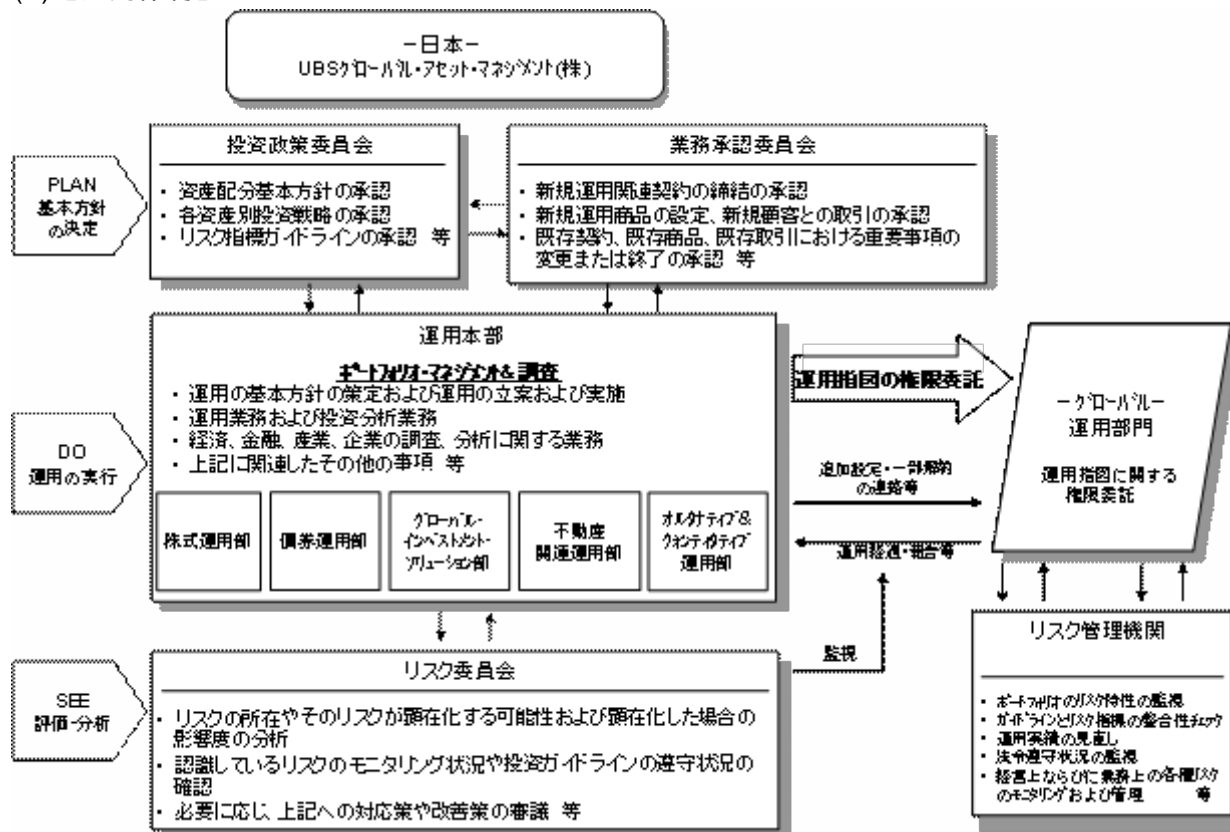 －日本－
UBSｸﾞﾛｰﾊﾞﾙ・ｱｾｯﾄ・ﾏﾈｼﾞﾒﾝﾄ(株)
PLAN
基本方針
の決定
投資政策委員会
・ 資産配分基本方針の承認
・ 各資産別投資戦略の承認
・ リスク指標ガイドラインの承認 等
業務承認委員会
・ 新規運用関連契約の締結の承認
・ 新規運用商品の設定、新規顧客との取引の承認
・ 既存契約、既存商品、既存取引における重要事項の
変更または終了の承認 等
DO
運用の実行
運用本部
ﾎﾟｰﾄﾌｫﾘｵ・ﾏﾈｼﾞﾒﾝﾄ&調査
・ 運用の基本方針の策定および運用の立案および実施
・ 運用業務および投資分析業務
・ 経済、金融、産業、企業の調査、分析に関する業務
・ 上記に関連したその他の事項 等
株式運用部
債券運用部
ｸﾞﾛｰﾊﾞﾙ・
ｲﾝﾍﾞｽﾄﾒﾝﾄ・
ｿﾘｭｰｼｮﾝ部
不動産
関連運用部
ｵﾙﾀﾅﾃｨﾌﾞ&
ｸｫﾝﾃｨﾀﾃｨﾌﾞ
運用部
運用指図の権限委託
追加設定・一部解約
の連絡等
運用経過・報告等
監視
－ｸﾞﾛｰﾊﾞﾙ－
運用部門
運用指図に関する
権限委託
SEE
評価・分析
リスク委員会
・ リスクの所在やそのリスクが顕在化する可能性および顕在化した場合の
影響度の分析
・ 認識しているリスクのモニタリング状況や投資ガイドラインの遵守状況の
確認
・ 必要に応じ、上記への対応策や改善策の審議 等
リスク管理機関
・ ﾎﾟｰﾄﾌｫﾘｵのﾘｽｸ特性の監視
・ ｶﾞｲﾄﾞﾗｲﾝとﾘｽｸ指標の整合性ﾁｪｯｸ
・ 運用実績の見直し
・ 法令遵守状況の監視
・ 経営上ならびに業務上の各種ﾘｽｸ
のﾓﾆﾀﾘﾝｸﾞおよび管理 等